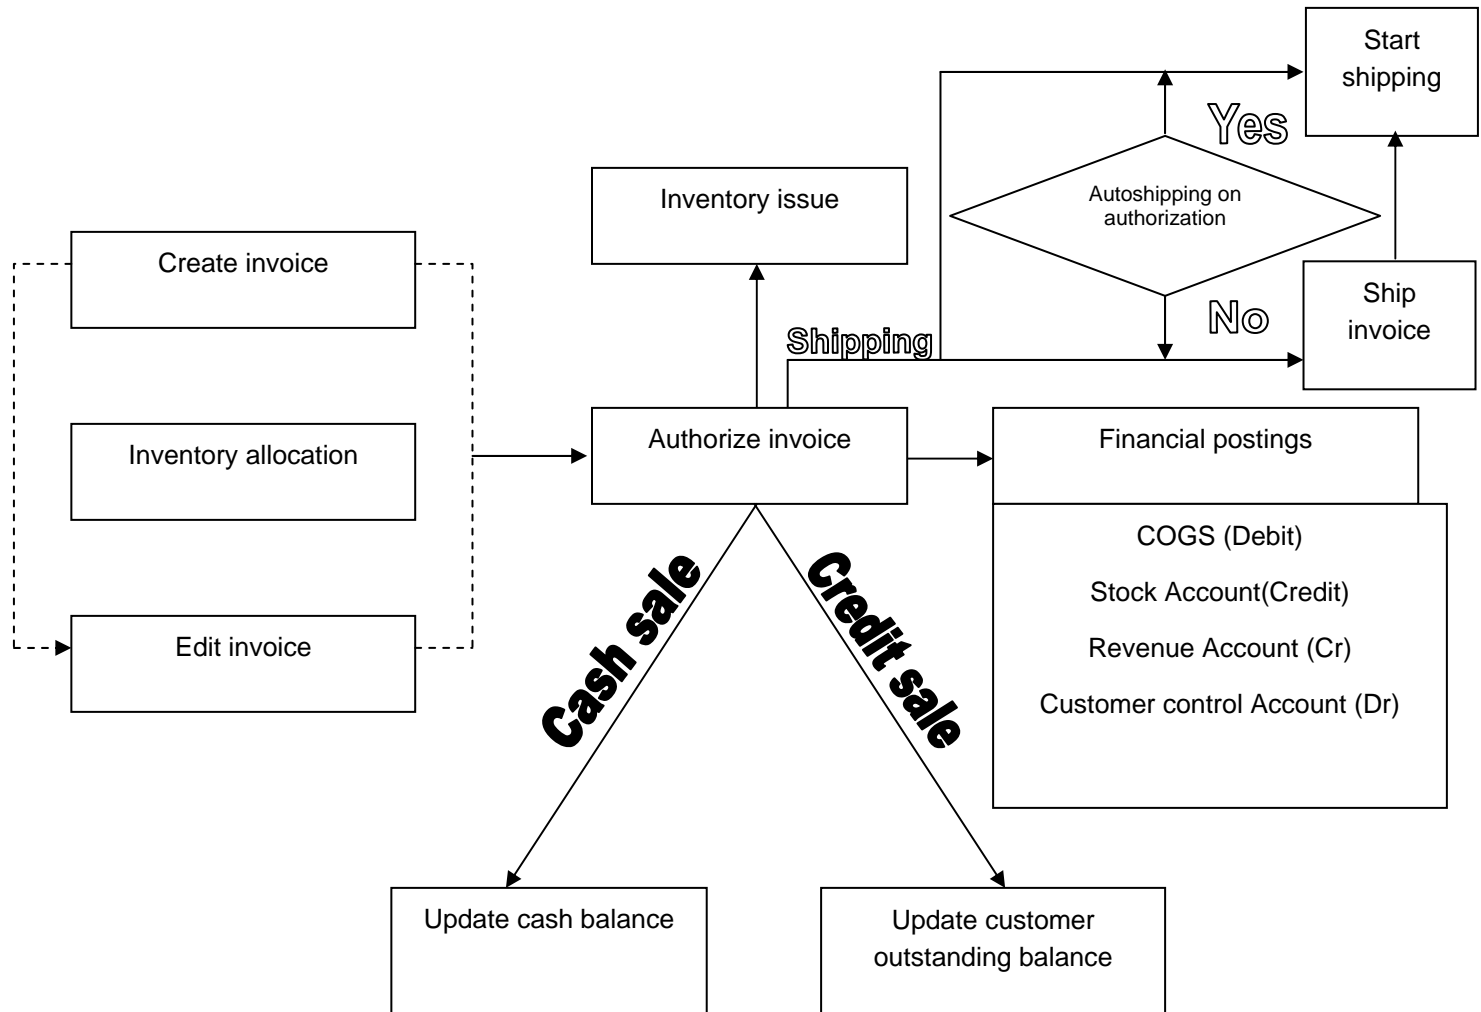 Start
shipping
Yes
Autoshipping on
authorization
Inventory issue
Create invoice
No
Ship
invoice
Shipping
Authorize invoice
Financial postings
Inventory allocation
COGS (Debit)
Stock Account(Credit)
Revenue Account (Cr)
Customer control Account (Dr)
Edit invoice
Cash sale
Credit sale
Update cash balance
Update customer
outstanding balance